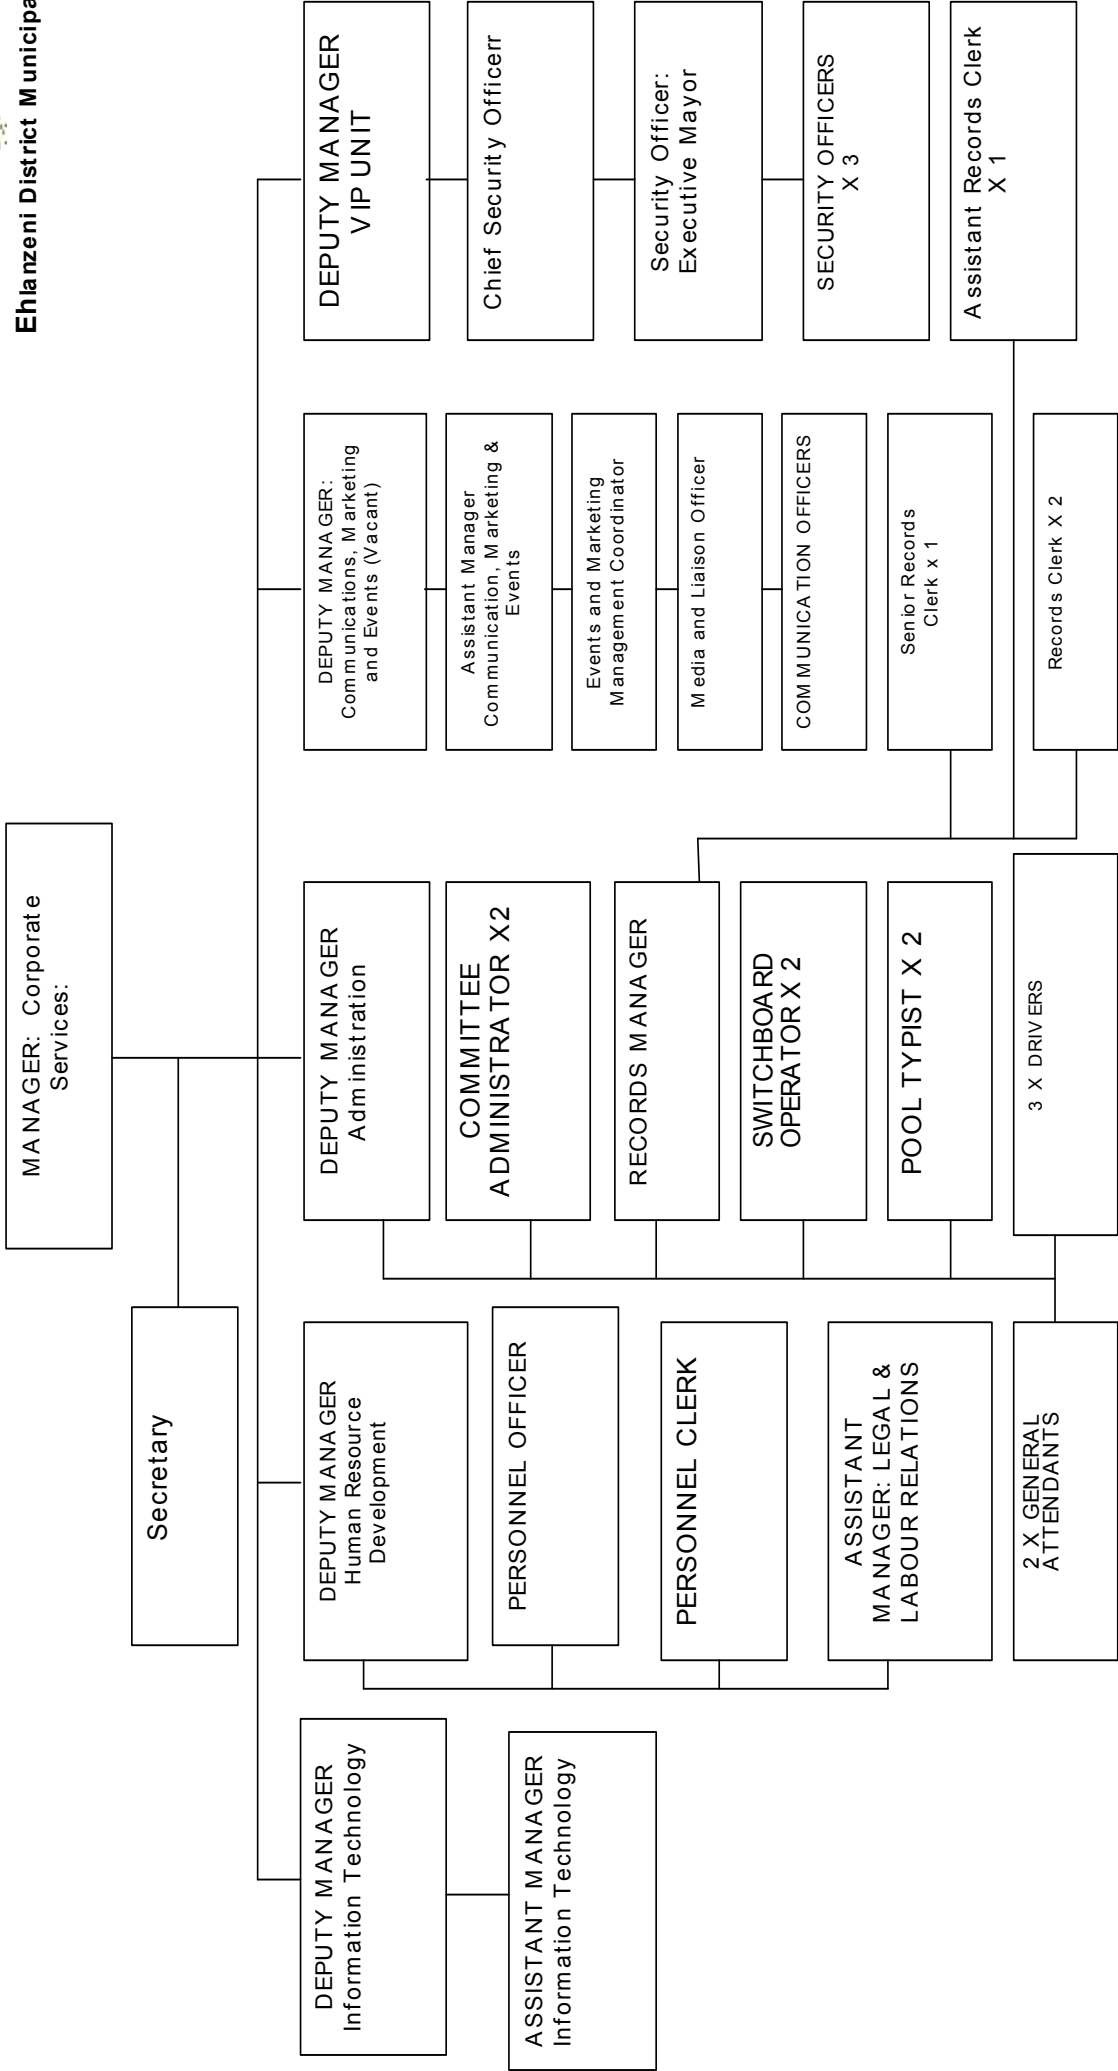 Ehlanzeni District Municipa
MANAGER: Corporate
Services:
Secretary
DEPUTY MANAGER
Information Technology
ASSISTANT MANAGER
Information Technology
DEPUTY MANAGER
Human Resource
Development
PERSONNEL OFFICER
PERSONNEL CLERK
ASSISTANT
MANAGER: LEGAL &
LABOUR RELATIONS
2 X GENERAL
ATTENDANTS
DEPUTY MANAGER
Administration
COMMITTEE
ADMINISTRATOR X2
RECORDS MANAGER
SWITCHBOARD
OPERATOR X 2
POOL TYPIST X 2
3 X DRIVERS
DEPUTY MANAGER:
Communications, Marketing
and Events (Vacant)
Assistant Manager
Communication, Marketing &
Events
Events and Marketing
Management Coordinator
Media and Liaison Officer
COMMUNICATION OFFICERS
Senior Records
Clerk x 1
Records Clerk X 2
DEPUTY MANAGER
VIP UNIT
Chief Security Officerr
Security Officer:
Executive Mayor
SECURITY OFFICERS
X 3
Assistant Records Clerk
X 1